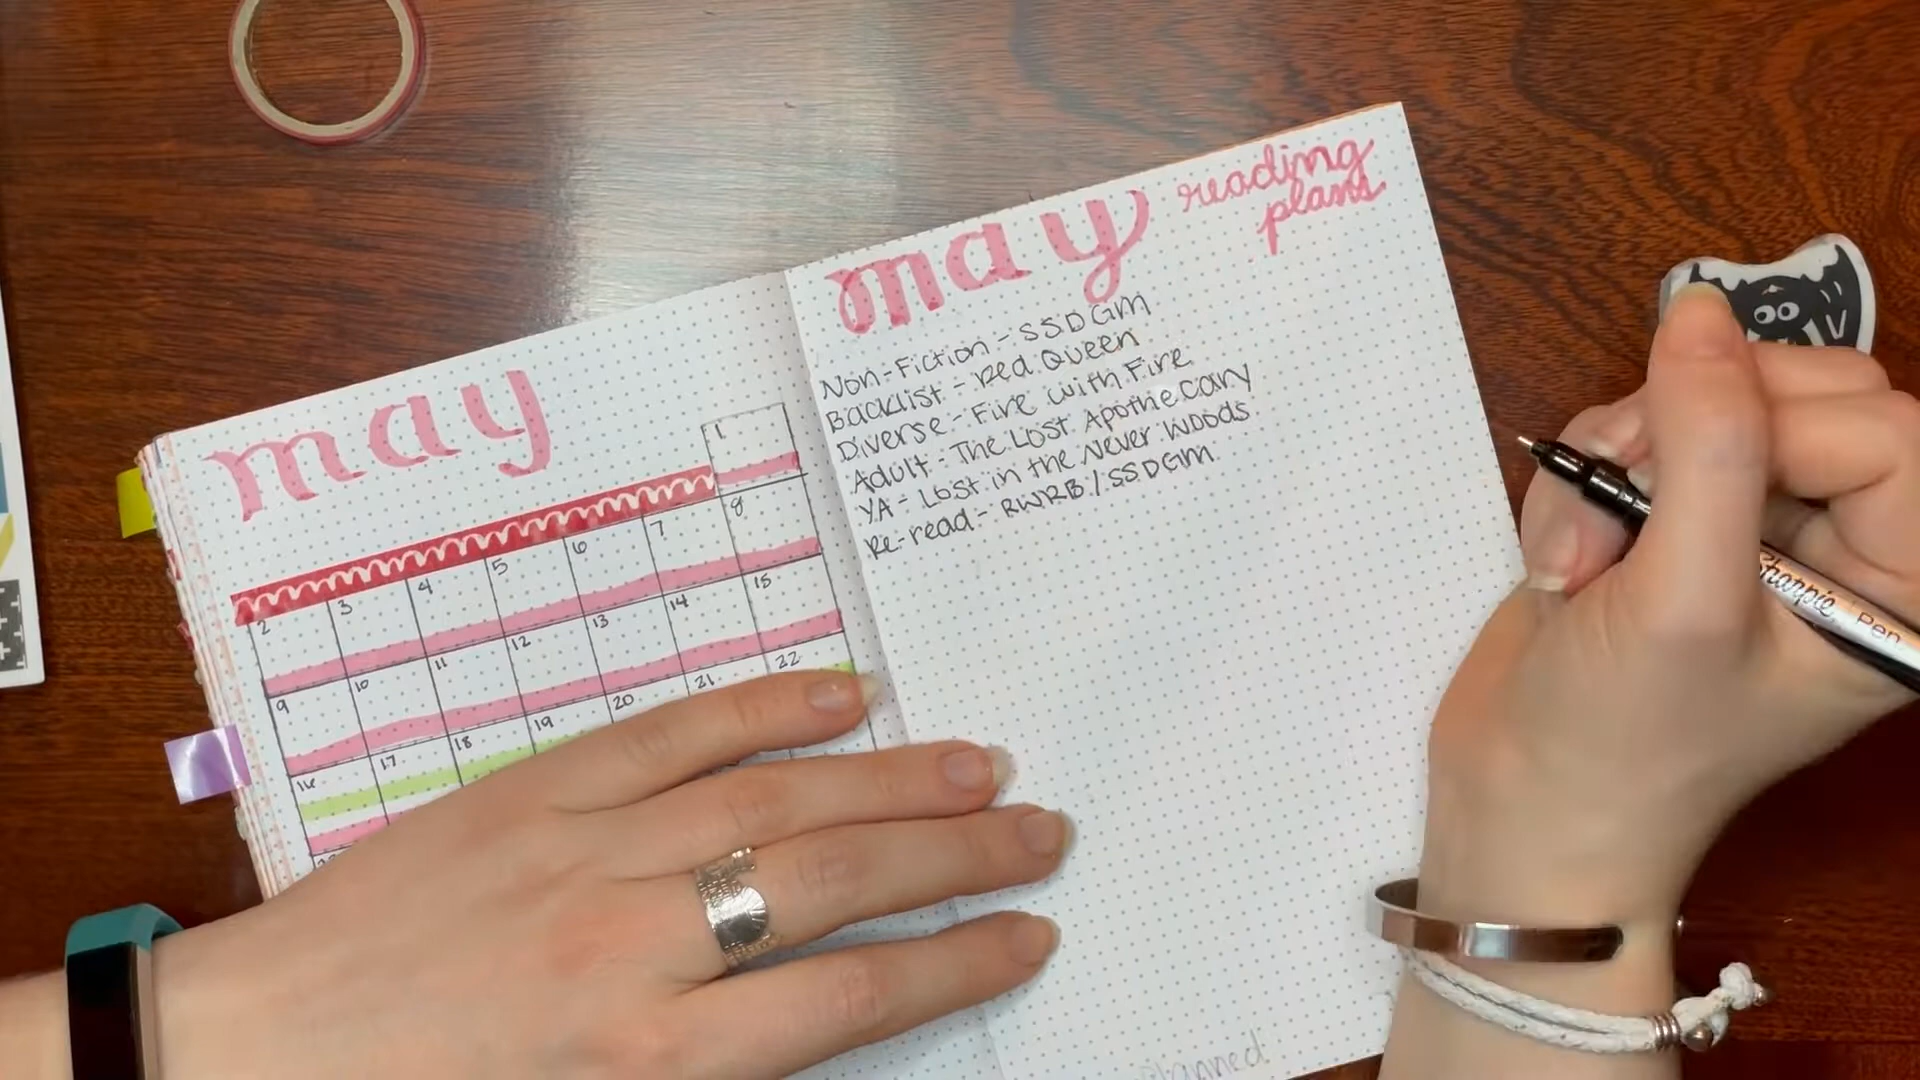 may
1
2 3 4 5 6 7 8
9 10 11 12 13 14 15
16 17 18 19 20 21 22
may reading
plans
Non-Fiction - SSDGM
Backlist - Red Queen
Diverse - Fire with Fire
Adult - The Lost Apothecary
YA - Lost in the Never Woods
Re-read - RWRB / SSDGM
planned
Sharpie Pen